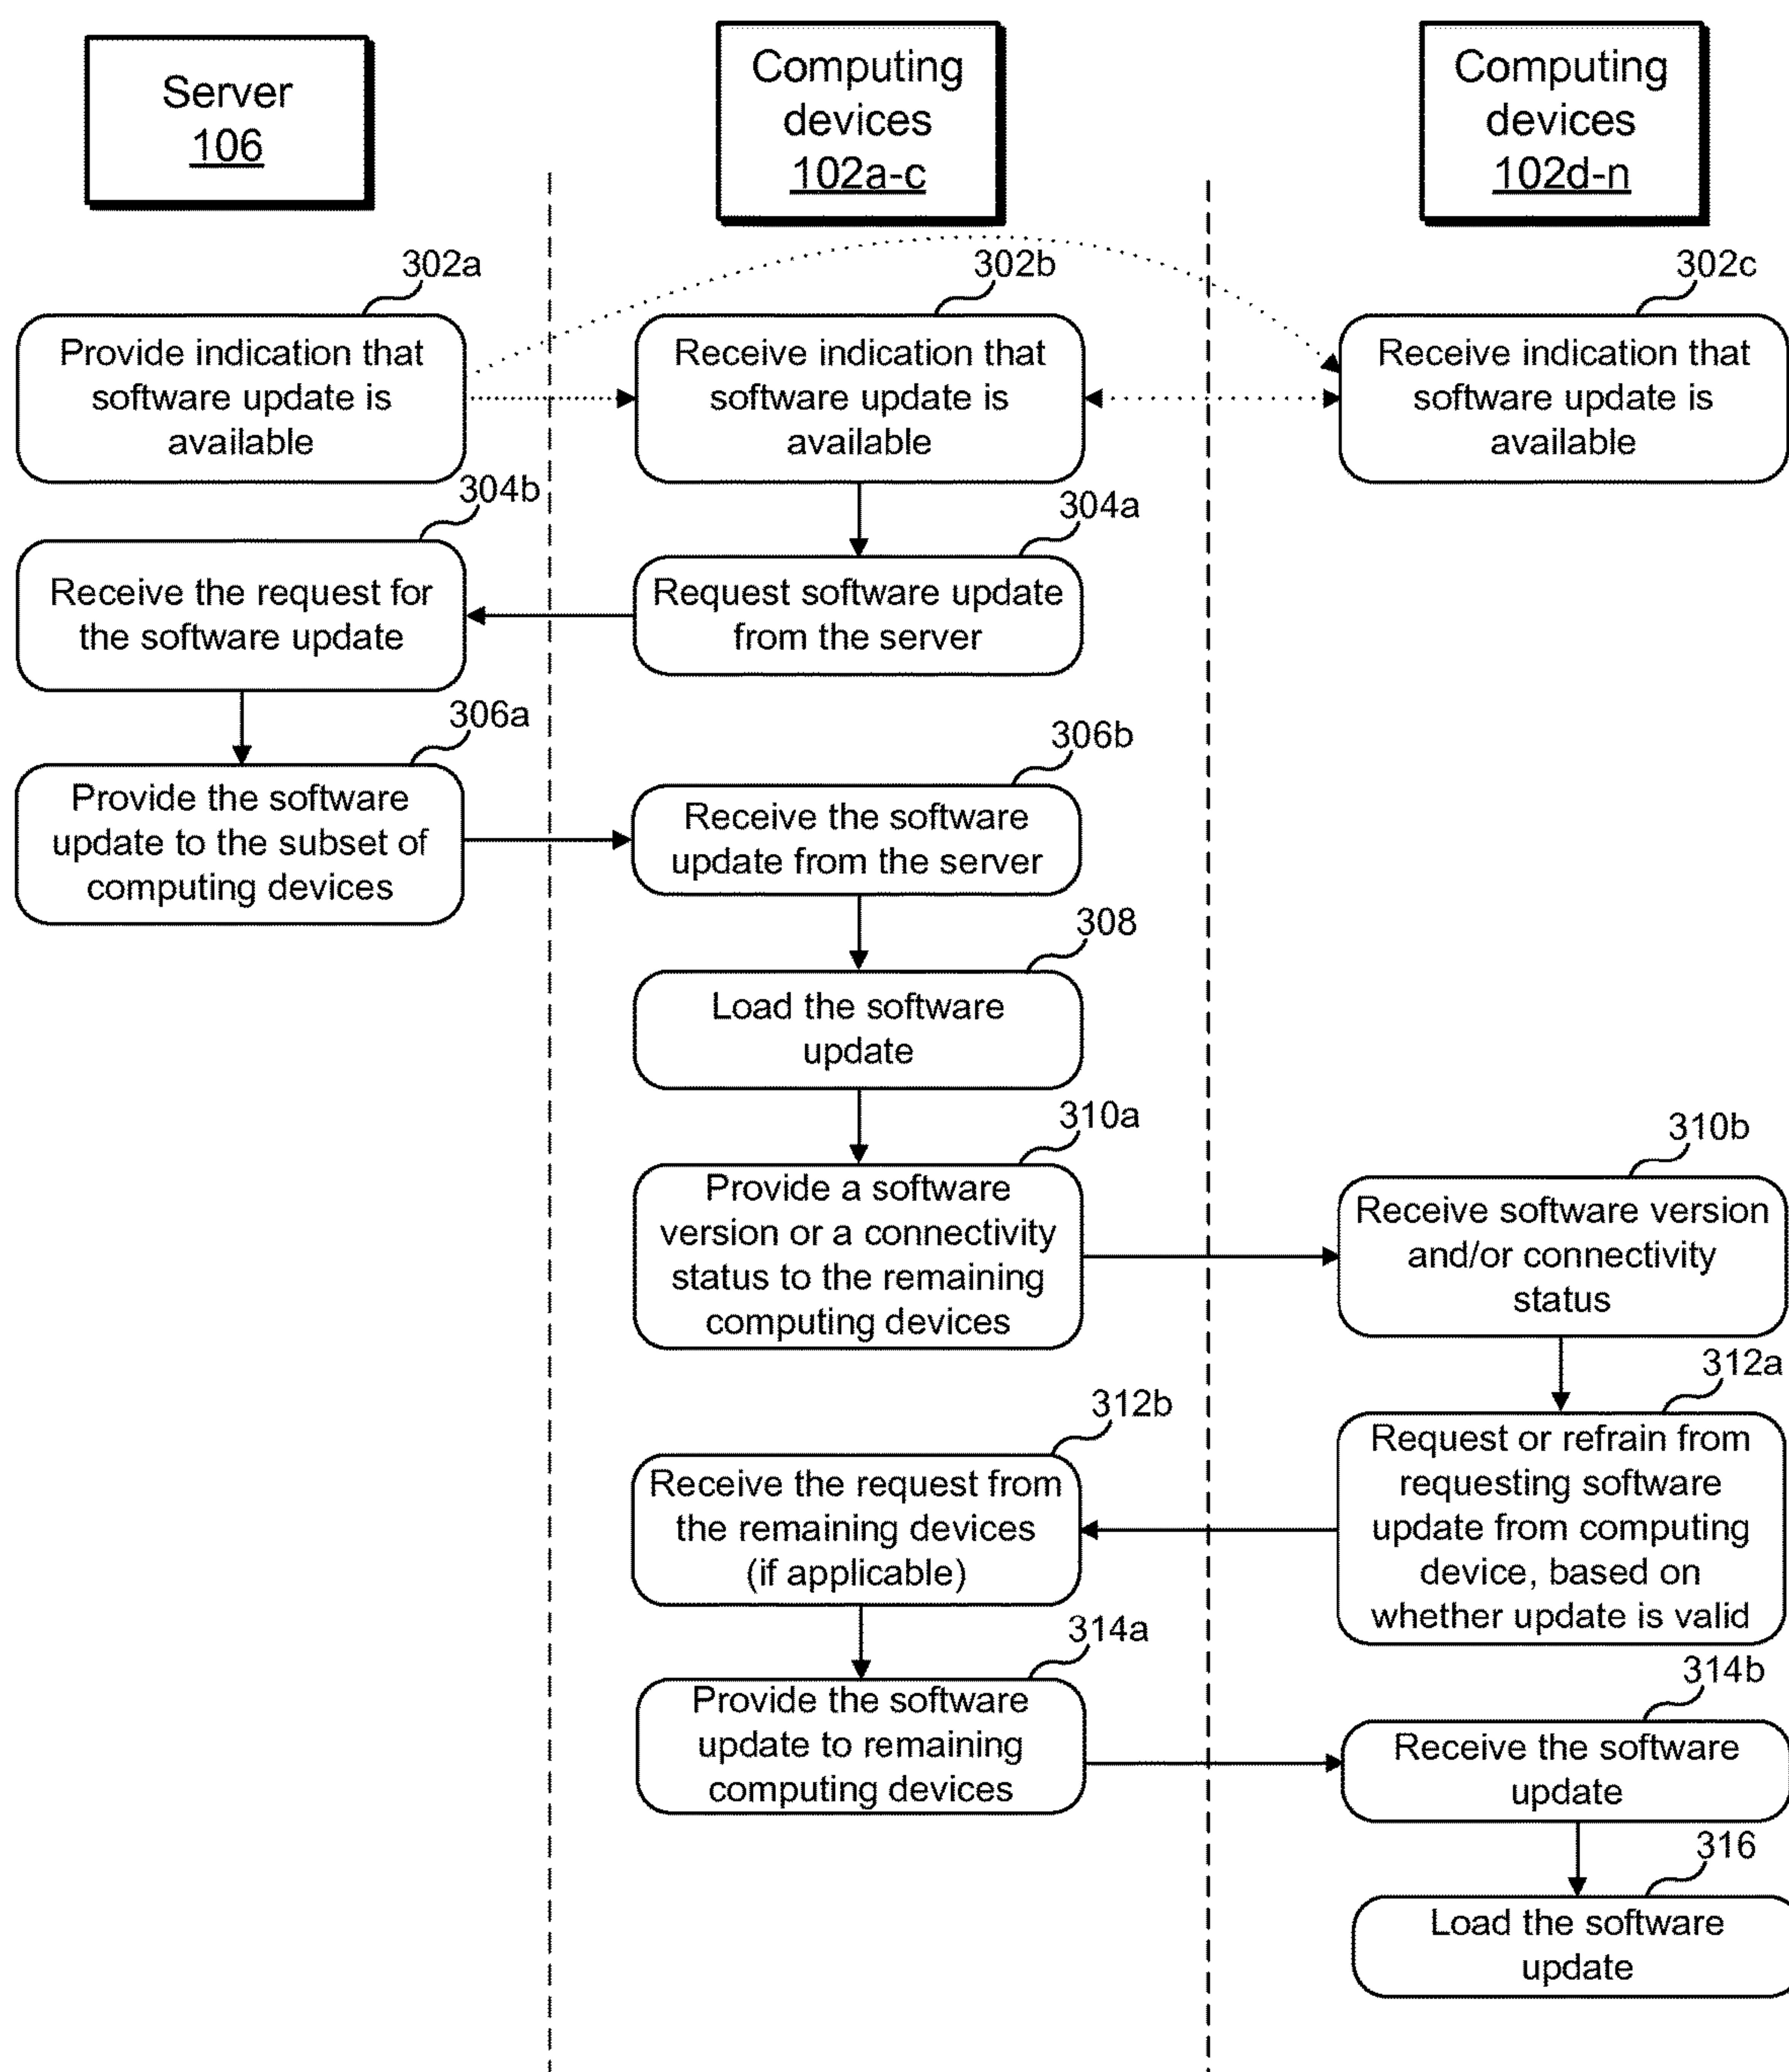 Server
106
Computing
devices
102a-c
Computing
devices
102d-n
302a
Provide indication that
software update is
available
302b
Receive indication that
software update is
available
302c
Receive indication that
software update is
available
304b
Receive the request for
the software update
304a
Request software update
from the server
306a
Provide the software
update to the subset of
computing devices
306b
Receive the software
update from the server
308
Load the software
update
310a
Provide a software
version or a connectivity
status to the remaining
computing devices
310b
Receive software version
and/or connectivity
status
312a
Request or refrain from
requesting software
update from computing
device, based on
whether update is valid
312b
Receive the request from
the remaining devices
(if applicable)
314a
Provide the software
update to remaining
computing devices
314b
Receive the software
update
316
Load the software
update